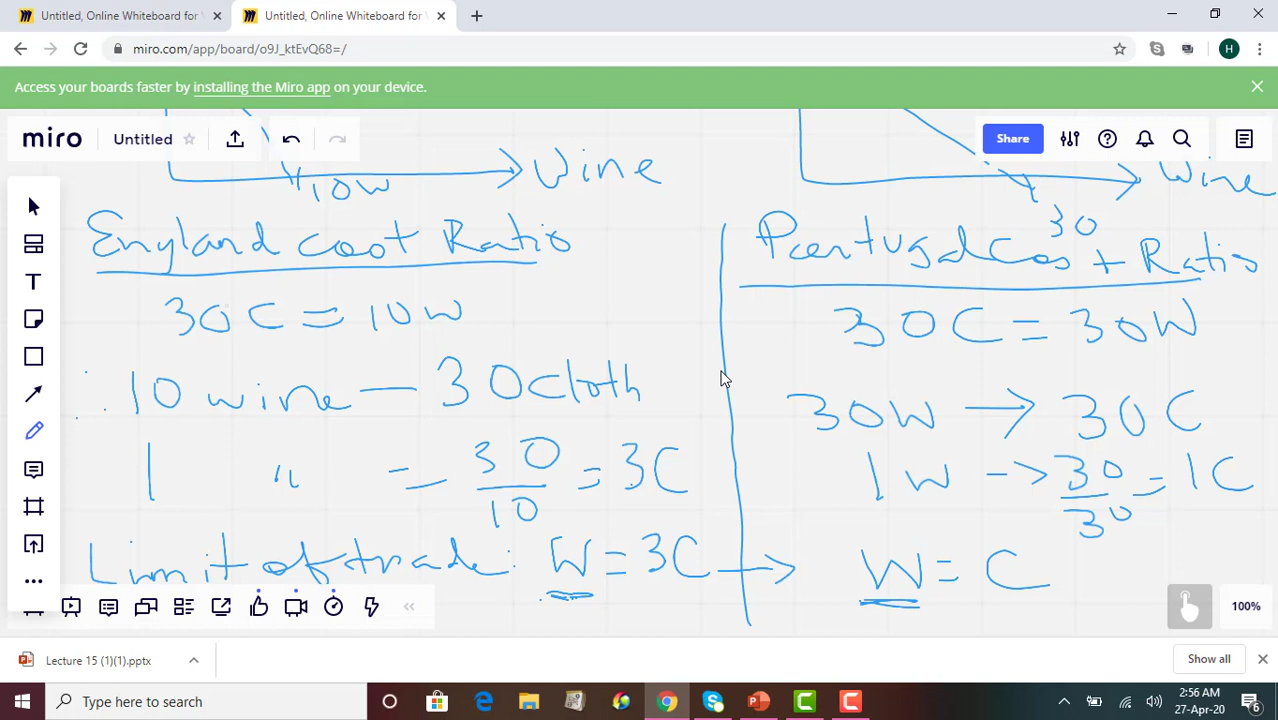 Untitled, Online Whiteboard for
Untitled, Online Whiteboard for
H
miro.com/app/board/o9J_ktEvQ68=/
Access your boards faster by installing the Miro app on your device.
miro
Untitled
Share
10W
Wine
Wine
30
England cost Ratio
Portugal Cost Ratio
30C = 10W
30C = 30W
10 wine — 30 cloth
30W → 30C
1 " = 30/10 = 3C
1W -> 30/30 = 1C
Limit of trade: W = 3C → W = C
100%
Lecture 15 (1)(1).pptx
Show all
Type here to search
2:56 AM
27-Apr-20
6